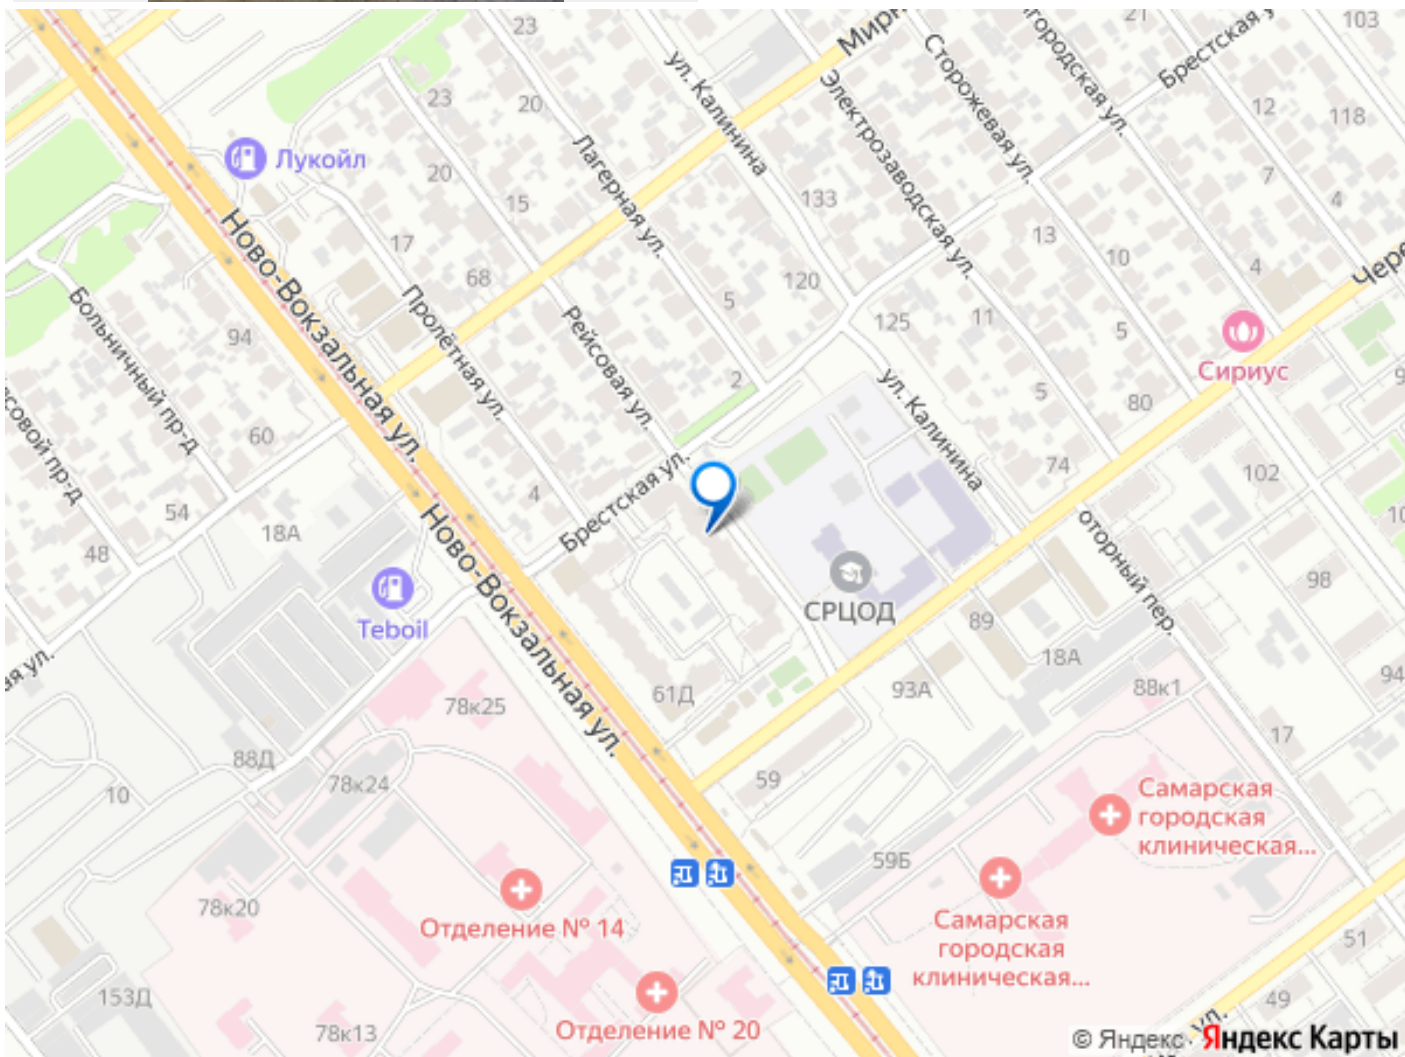 23
21
103
ул. Калинина
Сторожевая ул.
Брестская у
Электрозаводская ул.
23
20
12
118
Лагерная ул.
Лукойл
20
15
133
7
4
Ново-Вокзальная ул.
17
13
10
4
68
120
5
Больничный пр-д
Пролётная ул.
94
Рейсовая ул.
125
11
5
Сириус
2
ул. Калинина
5
80
60
74
102
Брестская ул.
4
54
18А
48
Ново-Вокзальная ул.
оторный пер.
98
Teboil
СРЦОД
89
18А
61Д
93А
88к1
94
78к25
17
88Д
78к24
59
10
Самарская
городская
клиническая...
59Б
78к20
Отделение № 14
Самарская
городская
клиническая...
51
153Д
49
78к13
Отделение № 20
© Яндекс Яндекс Карты